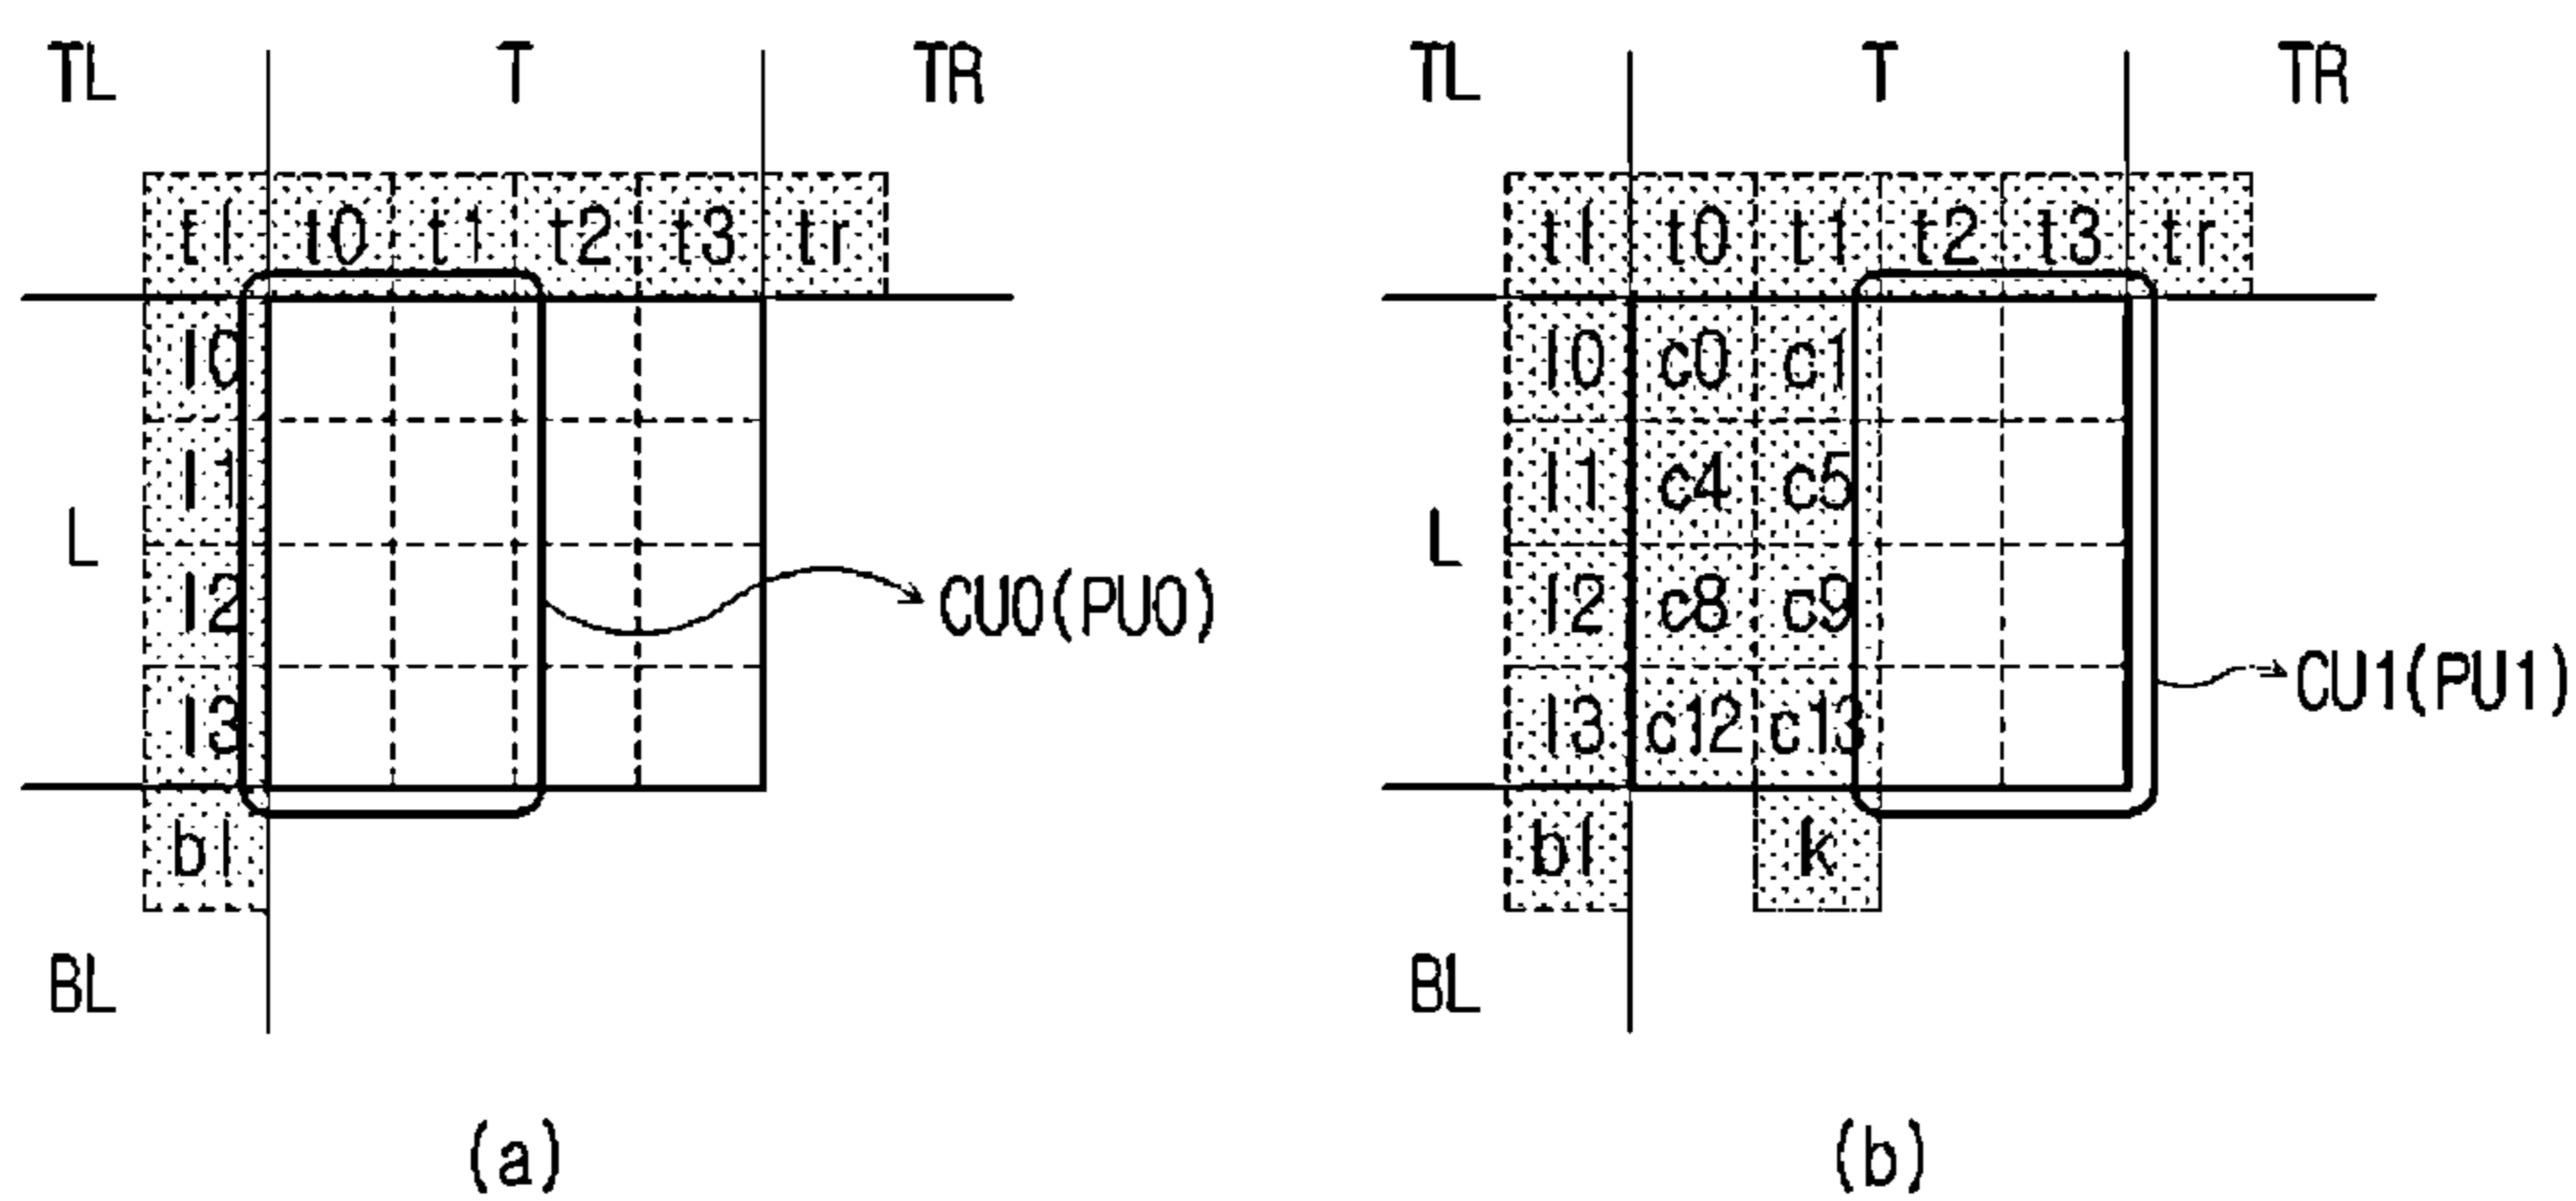 TL T TR TL T TR
tl t0 t1 t2 t3 tr tl t0 t1 t2 t3 tr
l0 l0 c0 c1
l1 l1 c4 c5
L L
l2 CU0(PU0) l2 c8 c9
CU1(PU1)
l3 l3 c12 c13
bl bl k
BL BL
(a) (b)